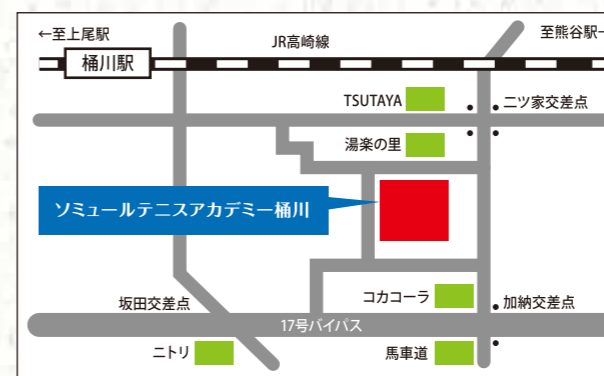 ←至上尾駅
JR高崎線
至熊谷駅→
桶川駅
TSUTAYA
二ツ家交差点
湯楽の里
ソミュールテニスアカデミー桶川
コカコーラ
坂田交差点
加納交差点
17号バイパス
ニトリ
馬車道